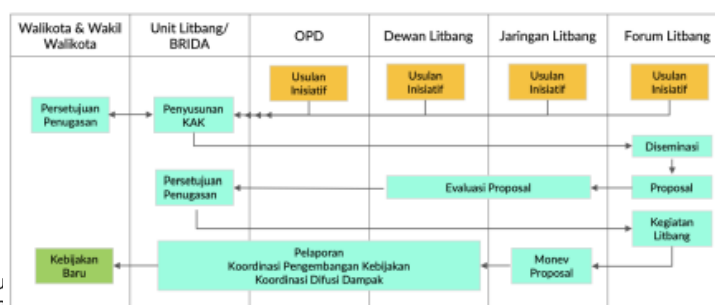 Walikota & Wakil
Walikota
Unit Litbang/
BRIDA
OPD
Dewan Litbang
Jaringan Litbang
Forum Litbang
Usulan
Inisiatif
Usulan
Inisiatif
Usulan
Inisiatif
Usulan
Inisiatif
Persetujuan
Penugasan
Penyusunan
KAK
Diseminasi
Persetujuan
Penugasan
Evaluasi Proposal
Proposal
Kegiatan
Litbang
Kebijakan
Baru
Pelaporan
Koordinasi Pengembangan Kebijakan
Koordinasi Difusi Dampak
Monev
Proposal